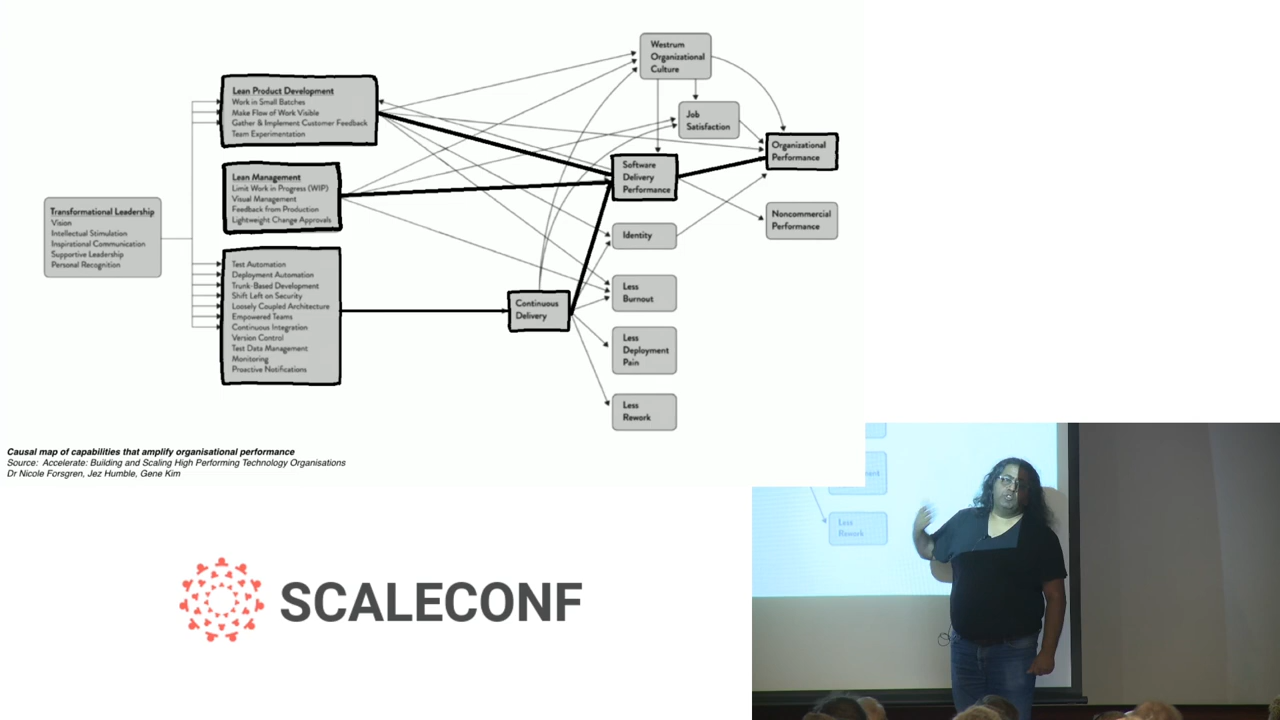 Westrum
Organizational
Culture
Lean Product Development
Work in Small Batches
Make Flow of Work Visible
Gather & Implement Customer Feedback
Team Experimentation
Job
Satisfaction
Organizational
Performance
Lean Management
Limit Work in Progress (WIP)
Visual Management
Feedback from Production
Lightweight Change Approvals
Software
Delivery
Performance
Transformational Leadership
Vision
Intellectual Stimulation
Inspirational Communication
Supportive Leadership
Personal Recognition
Noncommercial
Performance
Identity
Test Automation
Deployment Automation
Trunk-Based Development
Shift Left on Security
Loosely Coupled Architecture
Empowered Teams
Continuous Integration
Version Control
Test Data Management
Monitoring
Proactive Notifications
Continuous
Delivery
Less
Burnout
Less
Deployment
Pain
Less
Rework
Causal map of capabilities that amplify organisational performance
Source: Accelerate: Building and Scaling High Performing Technology Organisations
Dr Nicole Forsgren, Jez Humble, Gene Kim
Less
Rework
SCALECONF